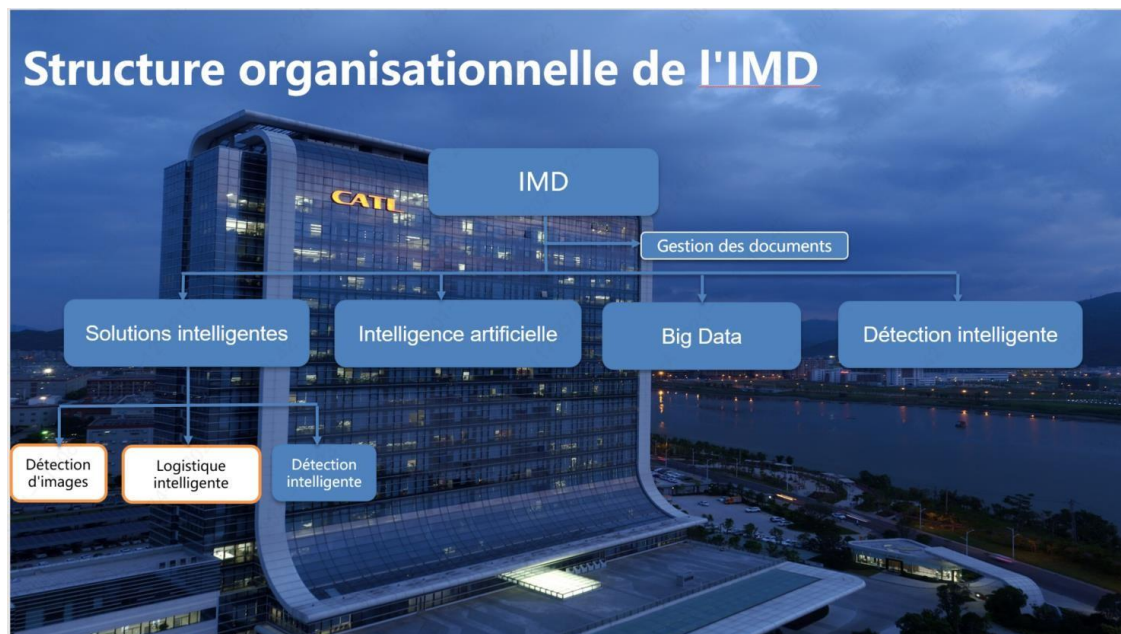 Structure organisationnelle de l'IMD
CATL
IMD
Gestion des documents
Solutions intelligentes
Intelligence artificielle
Big Data
Détection intelligente
Détection
d'images
Logistique
intelligente
Détection
intelligente